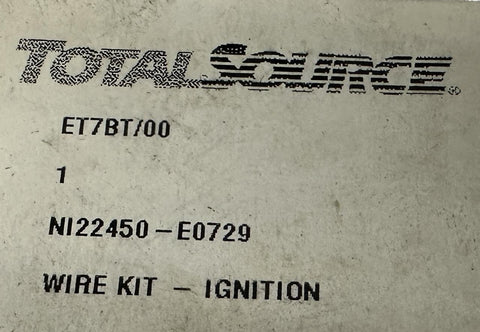 TOTALSOURCE
ET7BT/00
1
NI22450-E0729
WIRE KIT - IGNITION